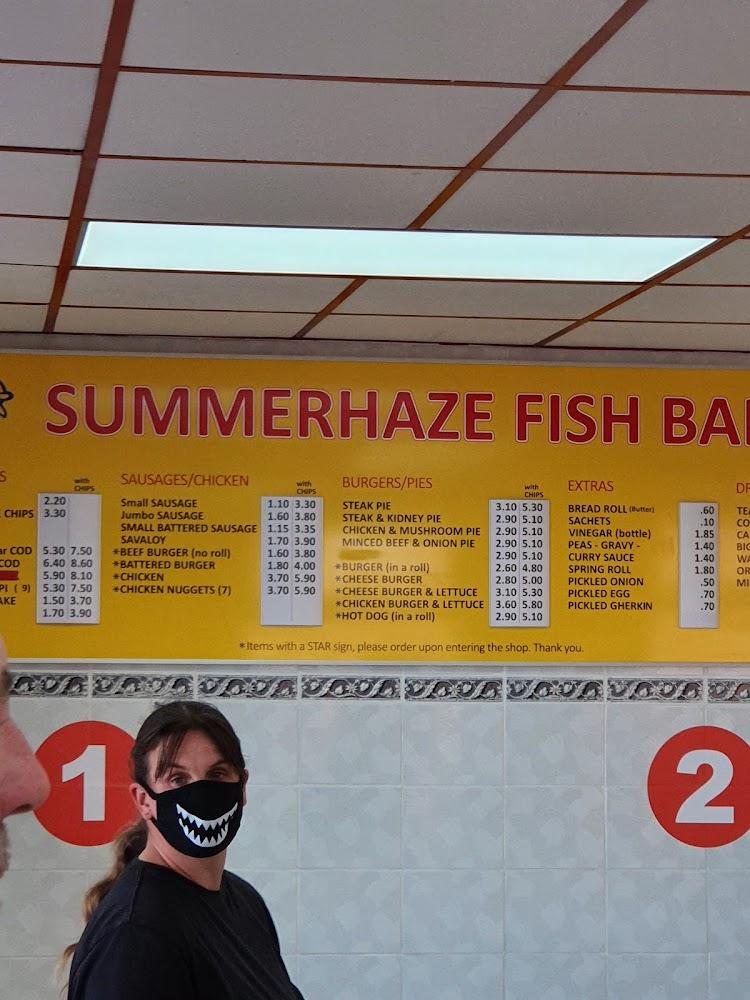 SUMMERHAZE FISH BA
S
with
CHIPS
2.20
CHIPS 3.30
COD 5.30 7.50
COD 6.40 8.60
5.90 8.10
( 9) 5.30 7.50
AKE 1.50 3.70
1.70 3.90
SAUSAGES/CHICKEN
with
CHIPS
Small SAUSAGE 1.10 3.30
Jumbo SAUSAGE 1.60 3.80
SMALL BATTERED SAUSAGE 1.15 3.35
SAVALOY 1.70 3.90
*BEEF BURGER (no roll) 1.60 3.80
*BATTERED BURGER 1.80 4.00
*CHICKEN 3.70 5.90
*CHICKEN NUGGETS (7) 3.70 5.90
BURGERS/PIES
with
CHIPS
STEAK PIE 3.10 5.30
STEAK & KIDNEY PIE 2.90 5.10
CHICKEN & MUSHROOM PIE 2.90 5.10
MINCED BEEF & ONION PIE 2.90 5.10
2.90 5.10
*BURGER (in a roll) 2.60 4.80
*CHEESE BURGER 2.80 5.00
*CHEESE BURGER & LETTUCE 3.10 5.30
*CHICKEN BURGER & LETTUCE 3.60 5.80
*HOT DOG (in a roll) 2.90 5.10
EXTRAS
BREAD ROLL (Butter) .60
SACHETS .10
VINEGAR (bottle) 1.85
PEAS - GRAVY - 1.40
CURRY SAUCE 1.40
SPRING ROLL 1.80
PICKLED ONION .50
PICKLED EGG .70
PICKLED GHERKIN .70
DR
TEA
CO
CA
BIG
WA
OR
MI
*Items with a STAR sign, please order upon entering the shop. Thank you.
1
2